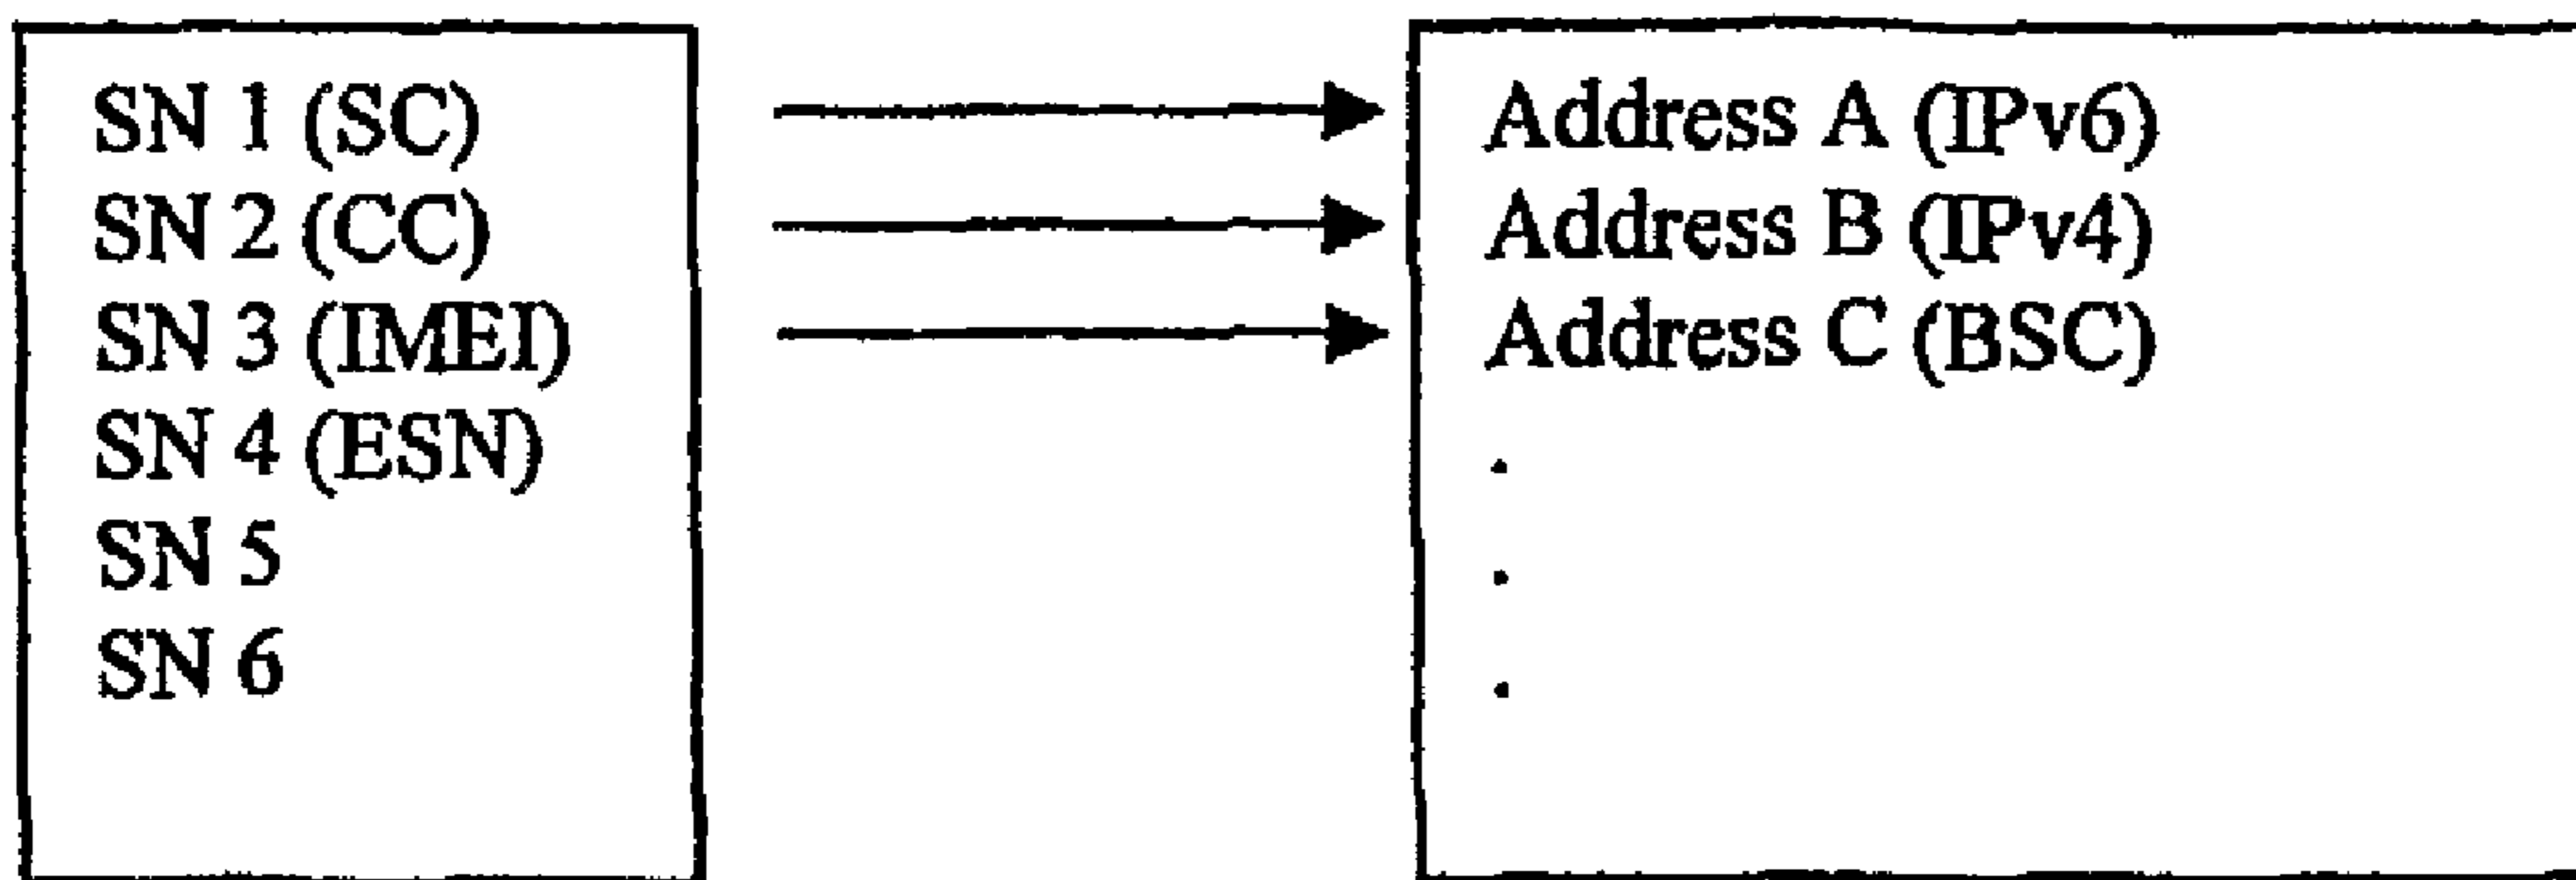 SN 1 (SC)
SN 2 (CC)
SN 3 (IMEI)
SN 4 (ESN)
SN 5
SN 6
Address A (IPv6)
Address B (IPv4)
Address C (BSC)
.
.
.